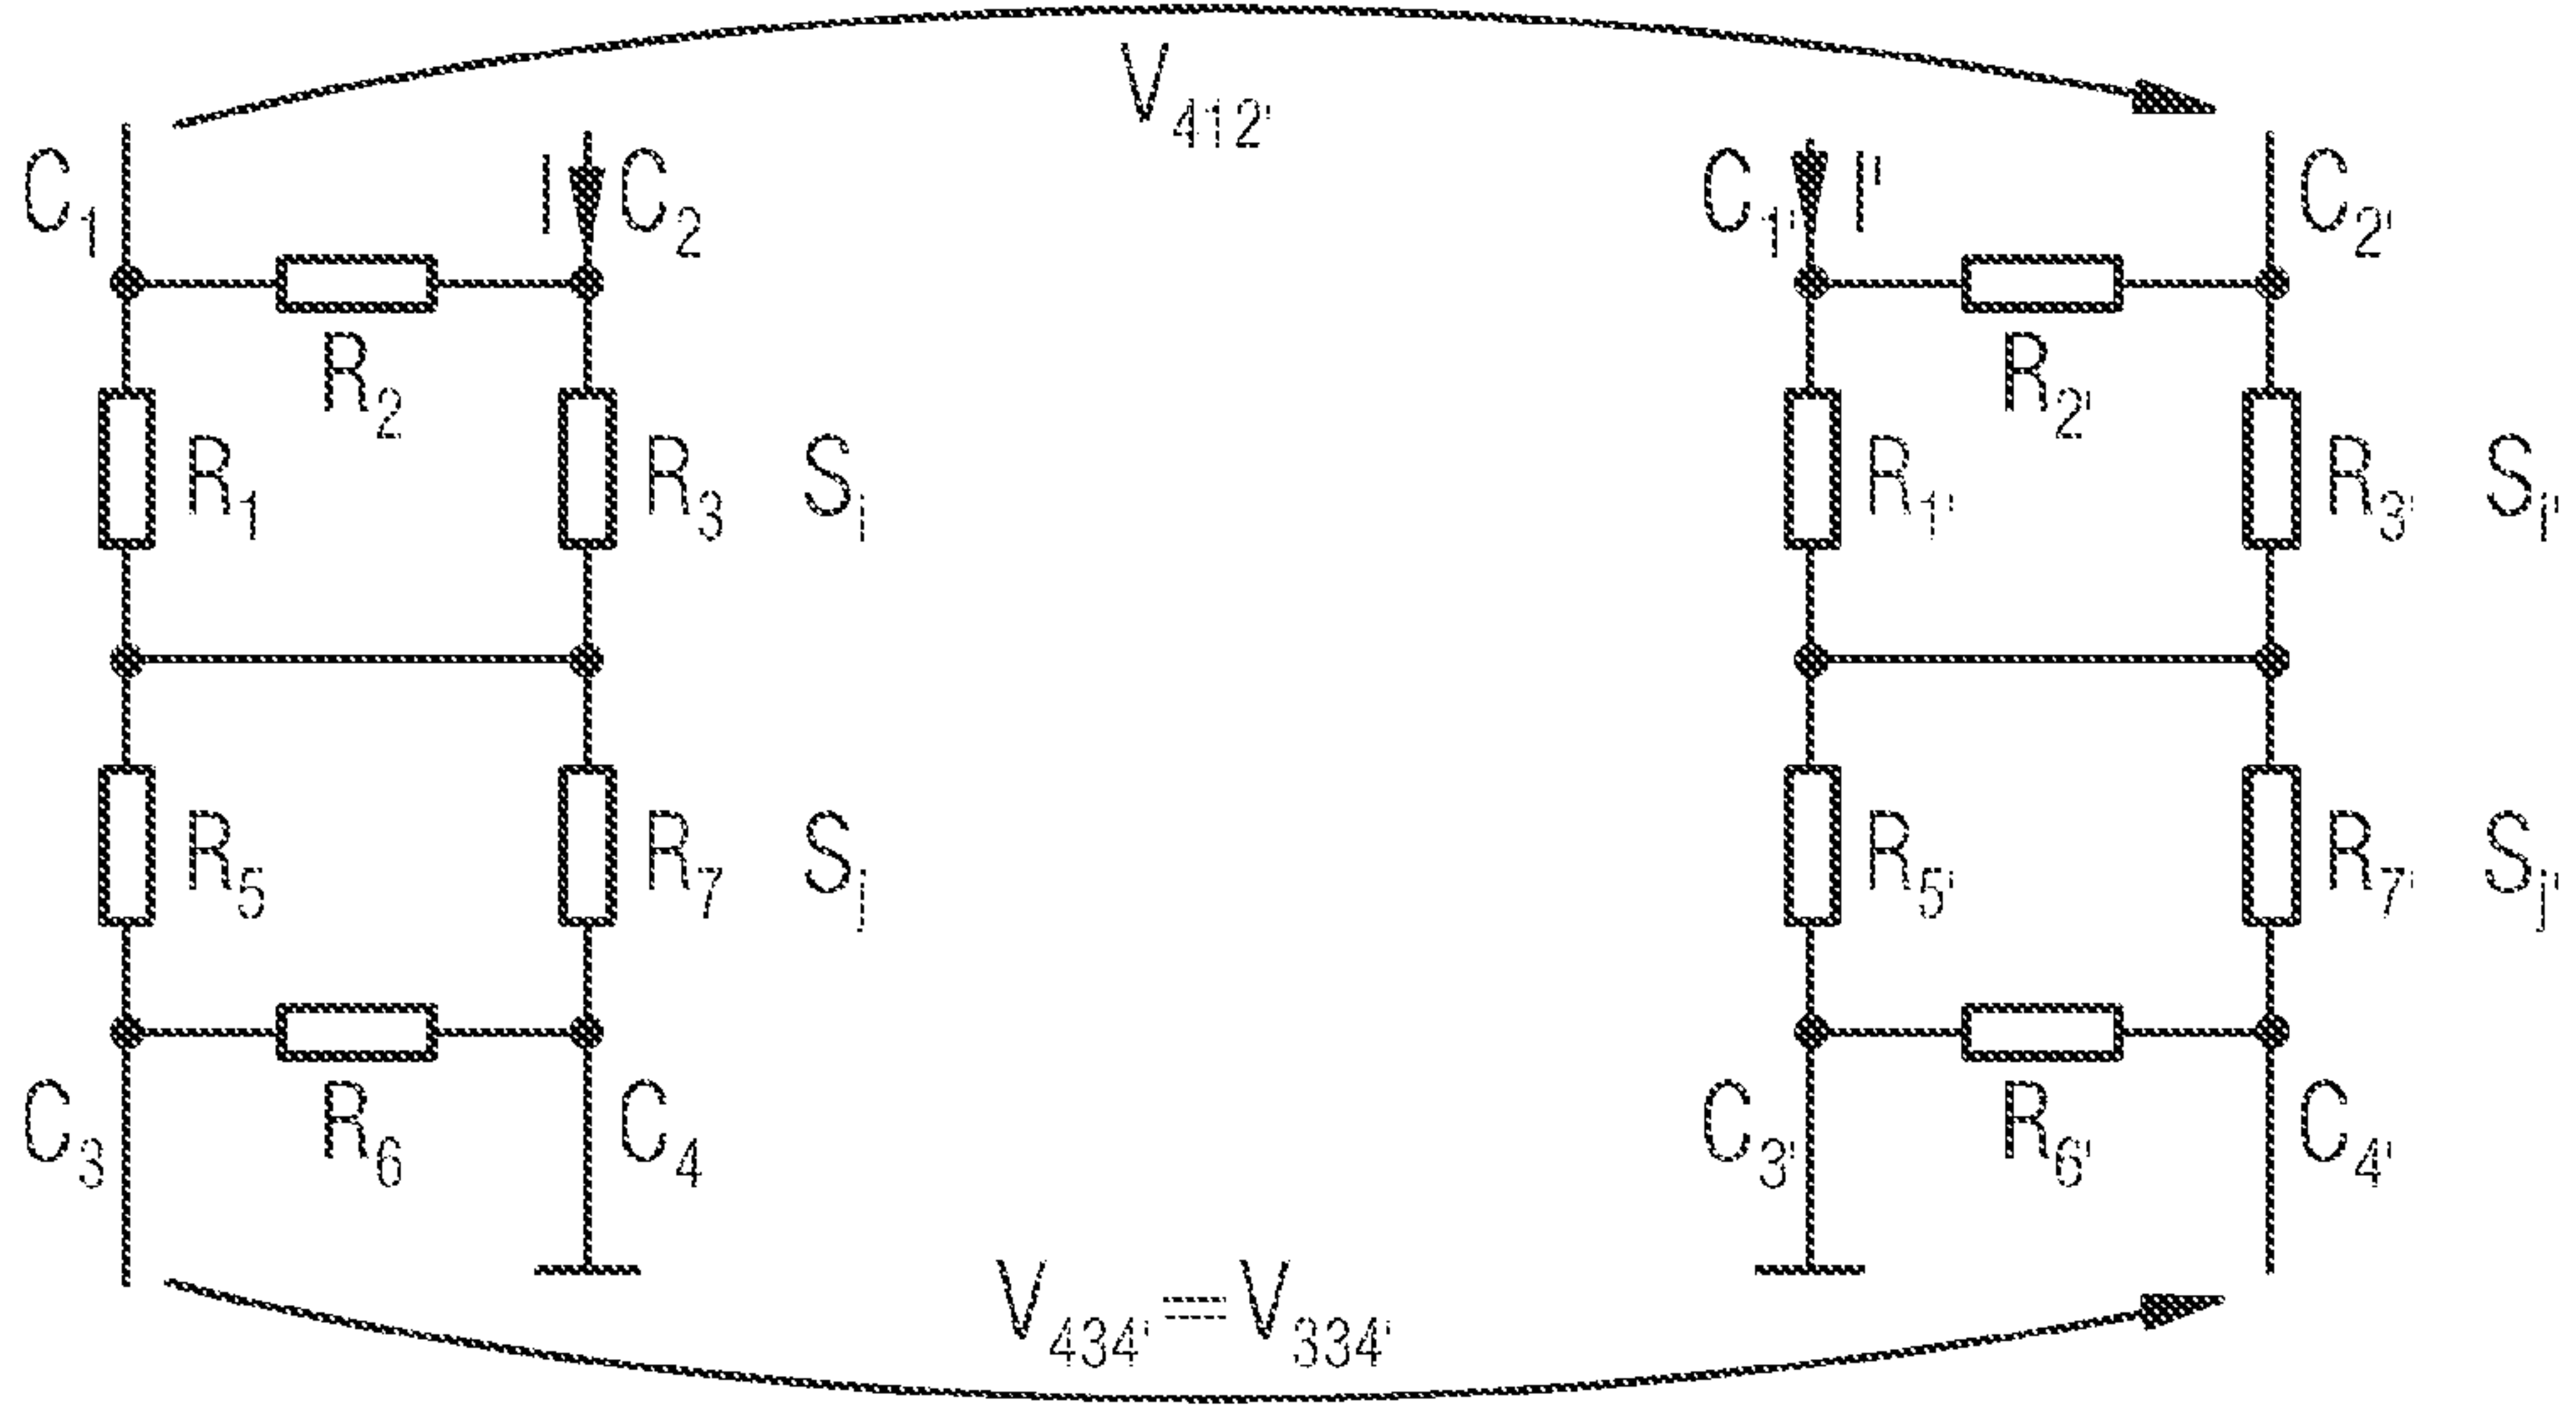 V412'
C1 I C2 C1' I' C2'
R2 R2'
R1 R3 Si R1' R3' Si'
R5 R7 Sj R5' R7' Sj'
C3 R6 C4 C3' R6' C4'
V434' = V334'